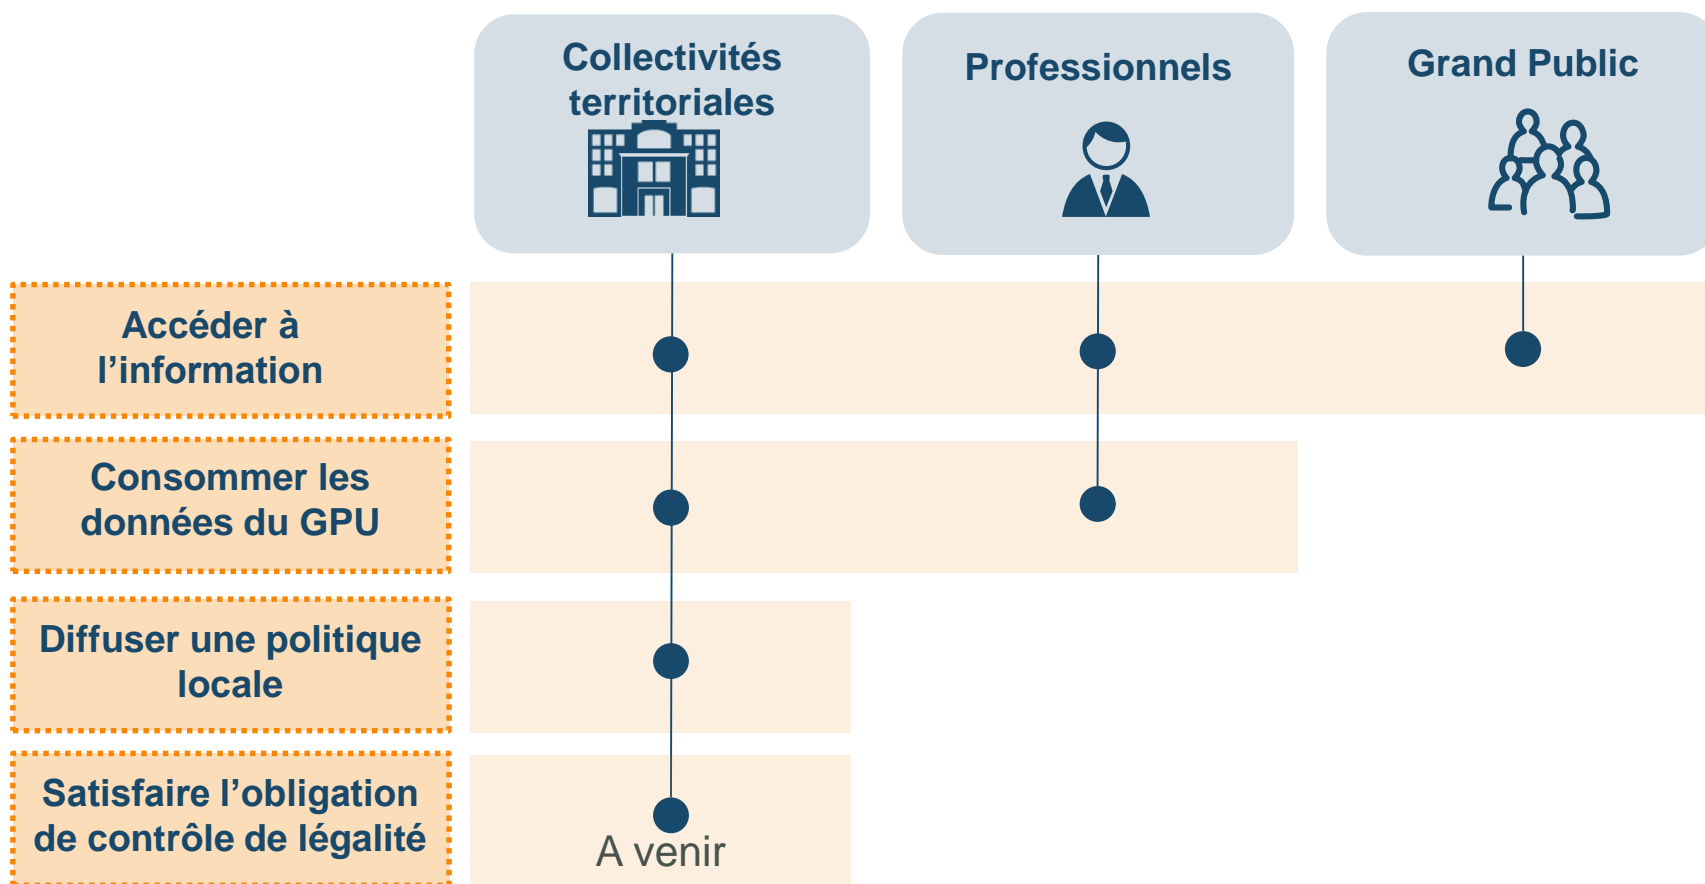 Collectivités
territoriales
Professionnels
Grand Public
Accéder à
l’information
Consommer les
données du GPU
Diffuser une politique
locale
Satisfaire l’obligation
de contrôle de légalité
A venir